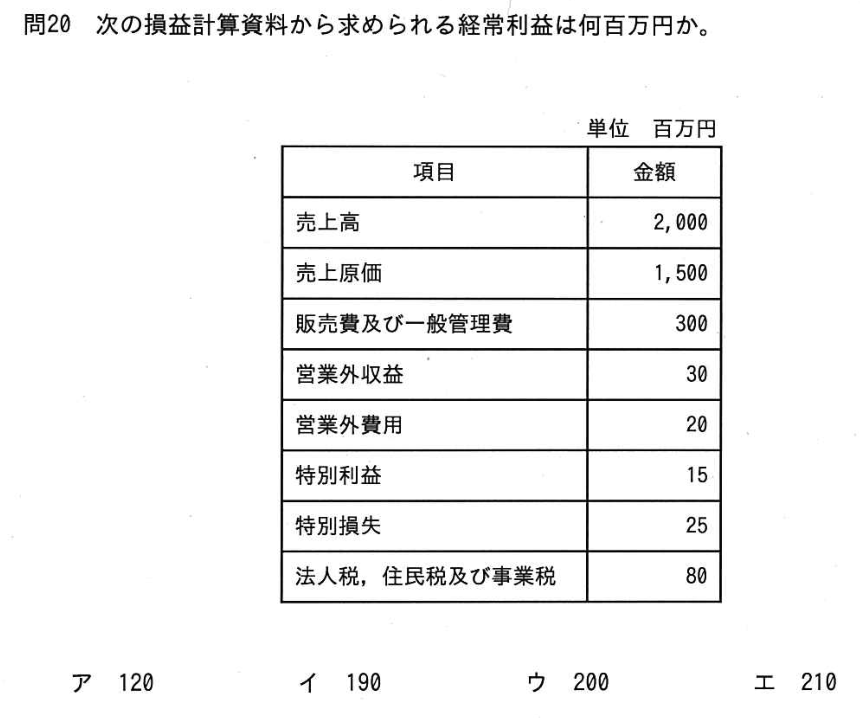 問20 次の損益計算資料から求められる経常利益は何百万円か。
単位 百万円
項目 金額
売上高 2,000
売上原価 1,500
販売費及び一般管理費 300
営業外収益 30
営業外費用 20
特別利益 15
特別損失 25
法人税，住民税及び事業税 80
ア 120 イ 190 ウ 200 エ 210